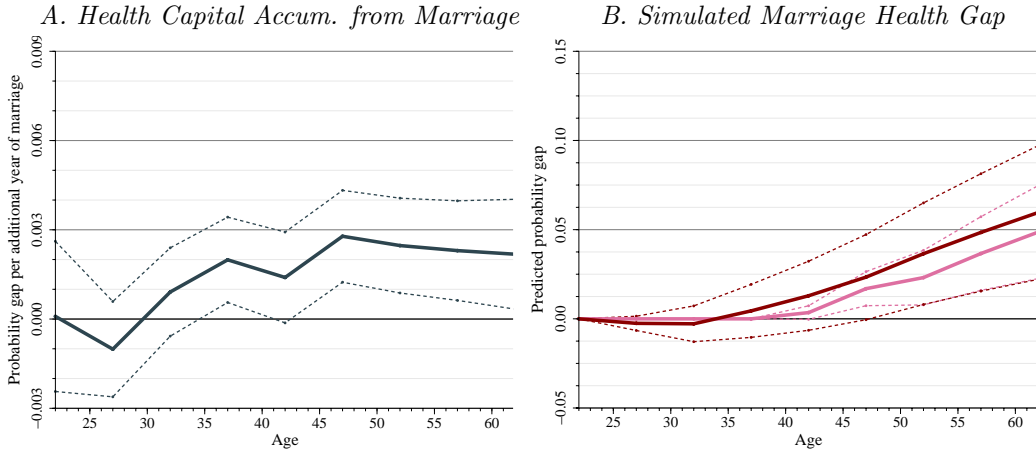 A. Health Capital Accum. from Marriage
Probability gap per additional year of marriage
0.009
0.006
0.003
0.000
−0.003
25 30 35 40 45 50 55 60
Age
B. Simulated Marriage Health Gap
Predicted probability gap
0.15
0.10
0.05
0.00
−0.05
25 30 35 40 45 50 55 60
Age